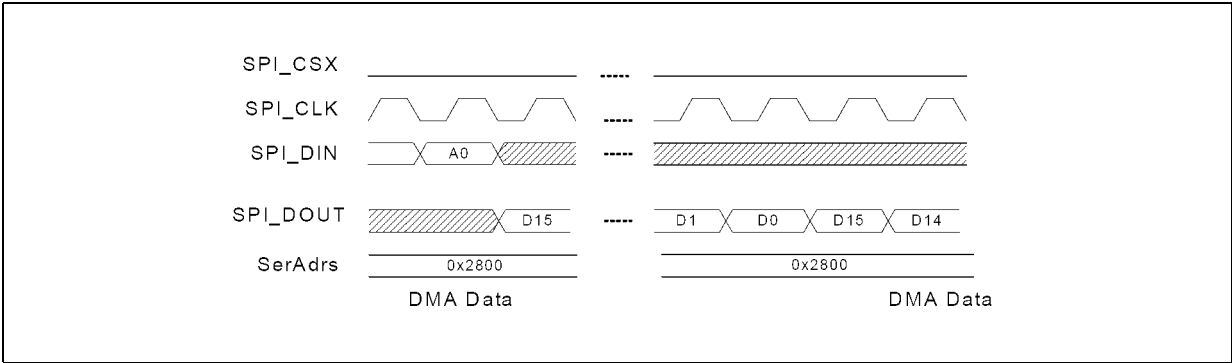 SPI_CSX
SPI_CLK
SPI_DIN A0
SPI_DOUT D15 D1 D0 D15 D14
SerAdrs 0x2800 0x2800
DMA Data DMA Data